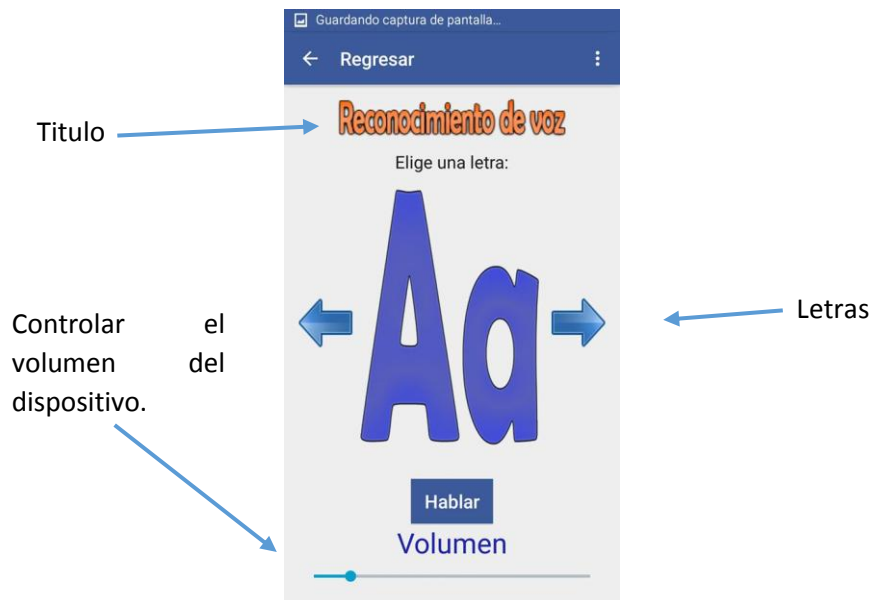 Guardando captura de pantalla...
Regresar
Titulo
Reconocimiento de voz
Elige una letra:
Aa
Letras
Controlar el
volumen del
dispositivo.
Hablar
Volumen